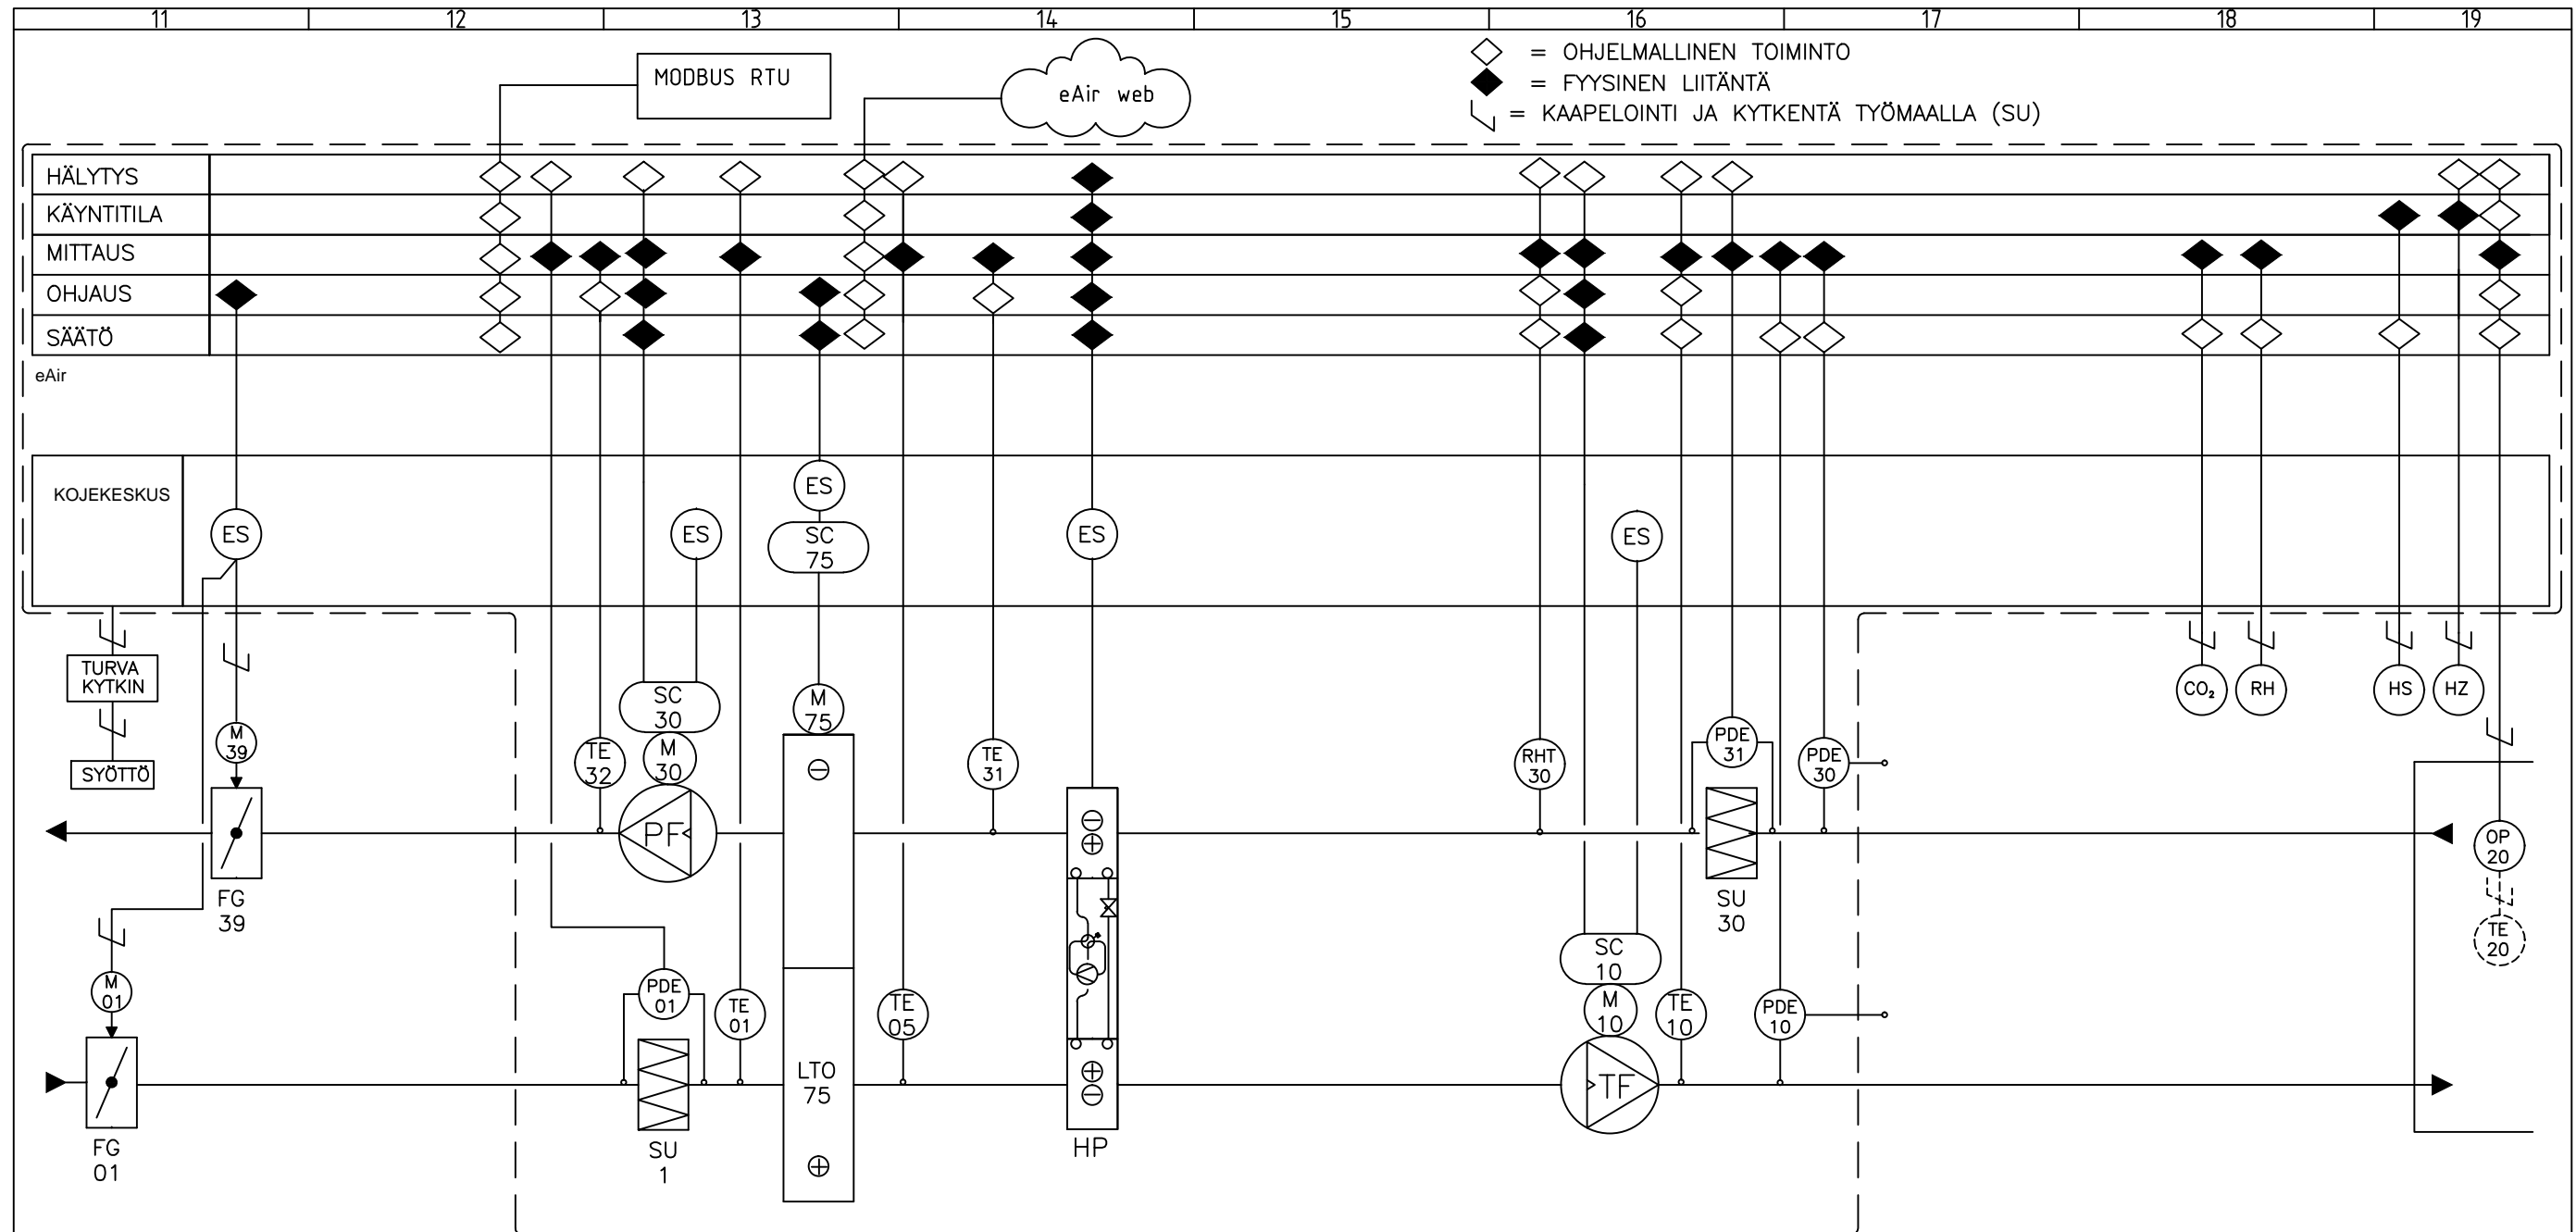 11 12 13 14 15 16 17 18 19
MODBUS RTU
eAir web
= OHJELMALLINEN TOIMINTO
= FYYSINEN LIITÄNTÄ
= KAAPELOINTI JA KYTKENTÄ TYÖMAALLA (SU)
HÄLYTYS
KÄYNTITILA
MITTAUS
OHJAUS
SÄÄTÖ
eAir
KOJEKESKUS
ES
ES
ES
SC
75
ES
ES
TURVA
KYTKIN
SYÖTTÖ
M
39
TE
32
SC
30
M
30
PF
M
75
TE
31
RHT
30
PDE
31
PDE
30
CO₂
RH
HS
HZ
OP
20
TE
20
FG
39
SU
30
M
01
PDE
01
TE
01
TE
05
SC
10
M
10
TE
10
PDE
10
LTO
75
TF
FG
01
SU
1
HP